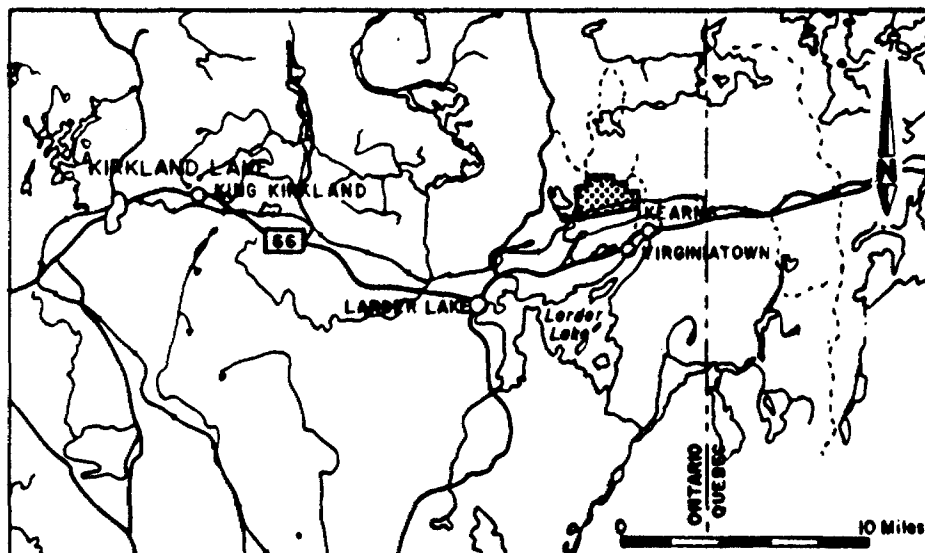 KIRKLAND LAKE
KING KIRKLAND
N
KEARNS
66
VIRGINIATOWN
LARDER LAKE
Larder
Lake
ONTARIO
QUEBEC
0 10 Miles